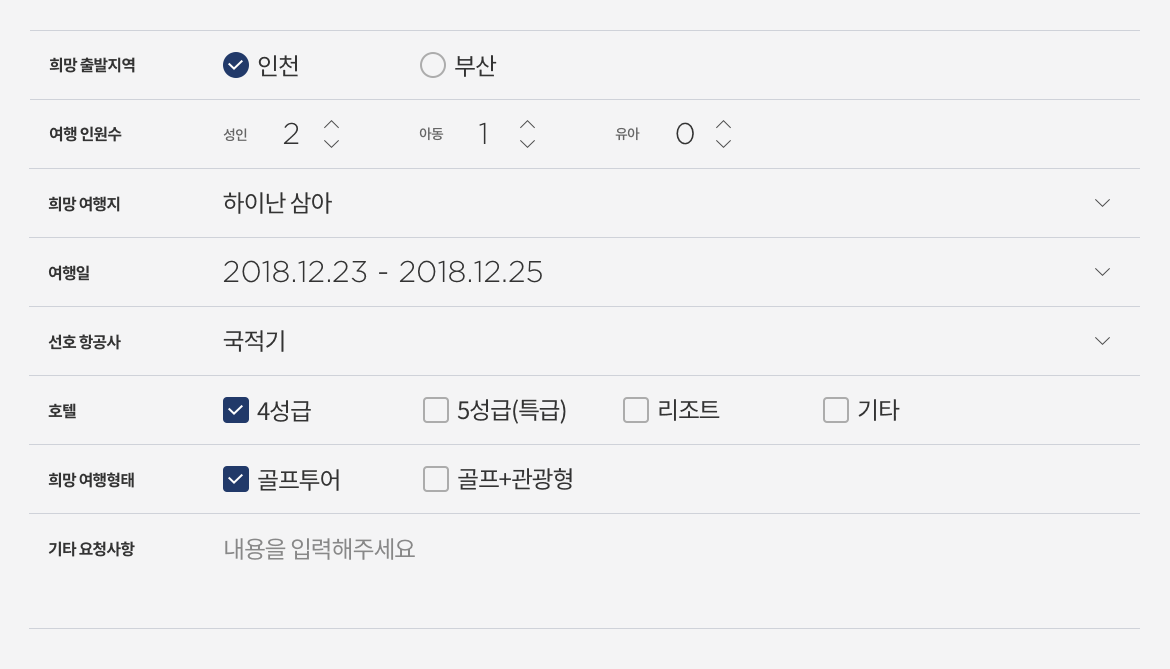 희망 출발지역 인천 부산
여행 인원수 성인 2 아동 1 유아 0
희망 여행지 하이난 삼아
여행일 2018.12.23 - 2018.12.25
선호 항공사 국적기
호텔 4성급 5성급(특급) 리조트 기타
희망 여행형태 골프투어 골프+관광형
기타 요청사항 내용을 입력해주세요